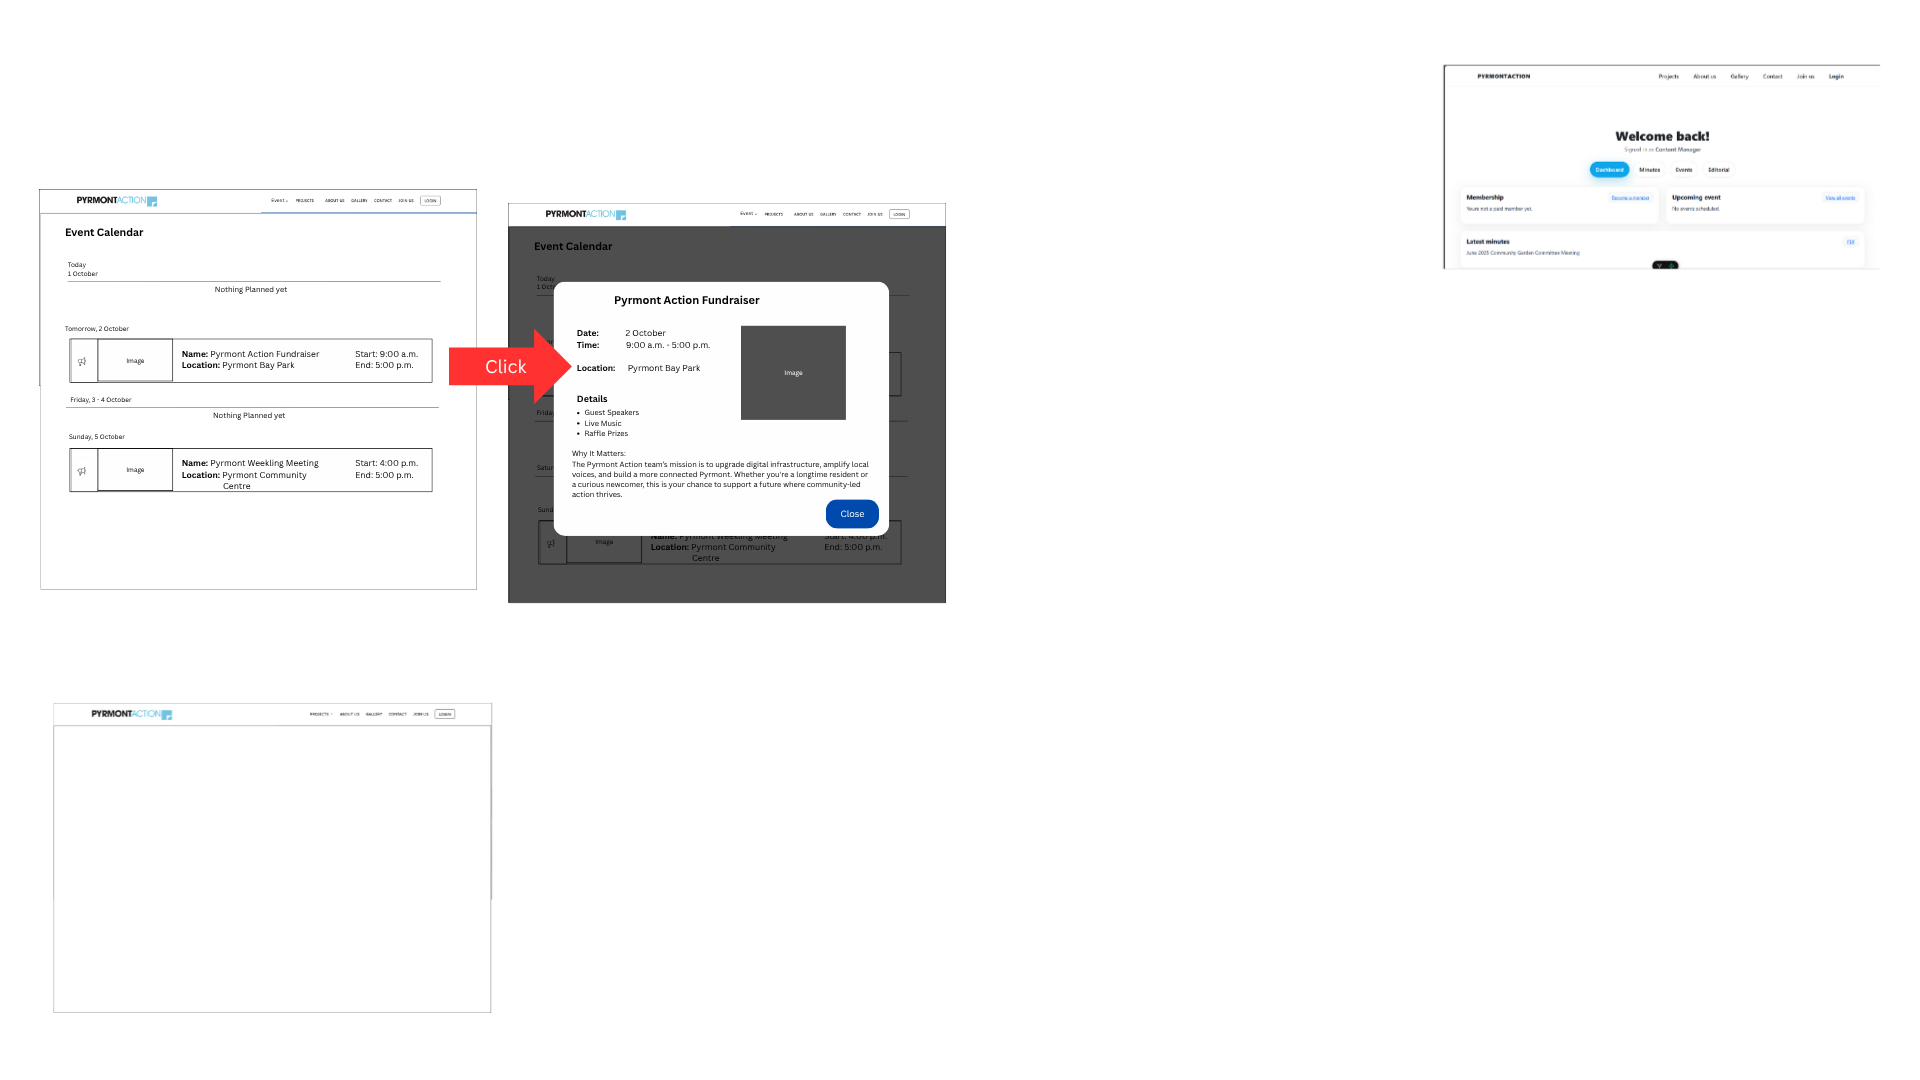 PYRMONTACTION
Event
PROJECTS
ABOUT US
GALLERY
CONTACT
JOIN US
LOGIN
Event Calendar
Today
1 October
Nothing Planned yet
Tomorrow, 2 October
Image
Name: Pyrmont Action Fundraiser
Location: Pyrmont Bay Park
Start: 9:00 a.m.
End: 5:00 p.m.
Friday, 3 - 4 October
Nothing Planned yet
Sunday, 5 October
Image
Name: Pyrmont Weekling Meeting
Location: Pyrmont Community
Centre
Start: 4:00 p.m.
End: 5:00 p.m.
Click
PYRMONTACTION
Event
PROJECTS
ABOUT US
GALLERY
CONTACT
JOIN US
LOGIN
Event Calendar
Today
1 Oct
Pyrmont Action Fundraiser
Date: 2 October
Time: 9:00 a.m. - 5:00 p.m.
Location: Pyrmont Bay Park
Image
Details
• Guest Speakers
• Live Music
• Raffle Prizes
Why It Matters:
The Pyrmont Action team's mission is to upgrade digital infrastructure, amplify local
voices, and build a more connected Pyrmont. Whether you're a longtime resident or
a curious newcomer, this is your chance to support a future where community-led
action thrives.
Close
Frida
Satur
Sund
Image
Name: Pyrmont Weekling Meeting
Location: Pyrmont Community
Centre
Start: 4:00 p.m.
End: 5:00 p.m.
PYRMONTACTION
Projects
About us
Gallery
Contact
Join us
Login
Welcome back!
Signed in as Content Manager
Dashboard
Minutes
Events
Editorial
Membership
Become a member
Youre not a paid member yet.
Upcoming event
View all events
No events scheduled.
Latest minutes
PDF
June 2025 Community Garden Committee Meeting
PYRMONTACTION
PROJECTS
ABOUT US
GALLERY
CONTACT
JOIN US
LOGIN